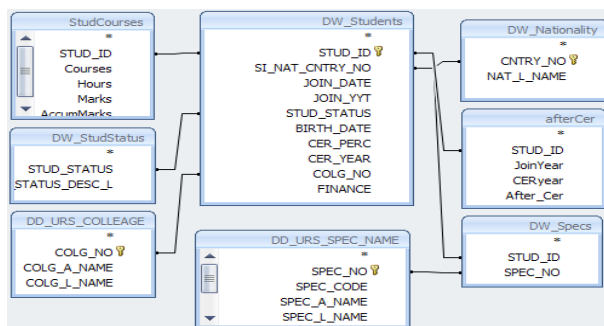 StudCourses
*
STUD_ID
Courses
Hours
Marks
AccumMarks
DW_StudStatus
*
STUD_STATUS
STATUS_DESC_L
DD_URS_COLLEAGE
*
COLG_NO
COLG_A_NAME
COLG_L_NAME
DW_Students
*
STUD_ID
SI_NAT_CNTRY_NO
JOIN_DATE
JOIN_YYT
STUD_STATUS
BIRTH_DATE
CER_PERC
CER_YEAR
COLG_NO
FINANCE
DD_URS_SPEC_NAME
*
SPEC_NO
SPEC_CODE
SPEC_A_NAME
SPEC_L_NAME
DW_Nationality
*
CNTRY_NO
NAT_L_NAME
afterCer
*
STUD_ID
JoinYear
CERyear
After_Cer
DW_Specs
*
STUD_ID
SPEC_NO